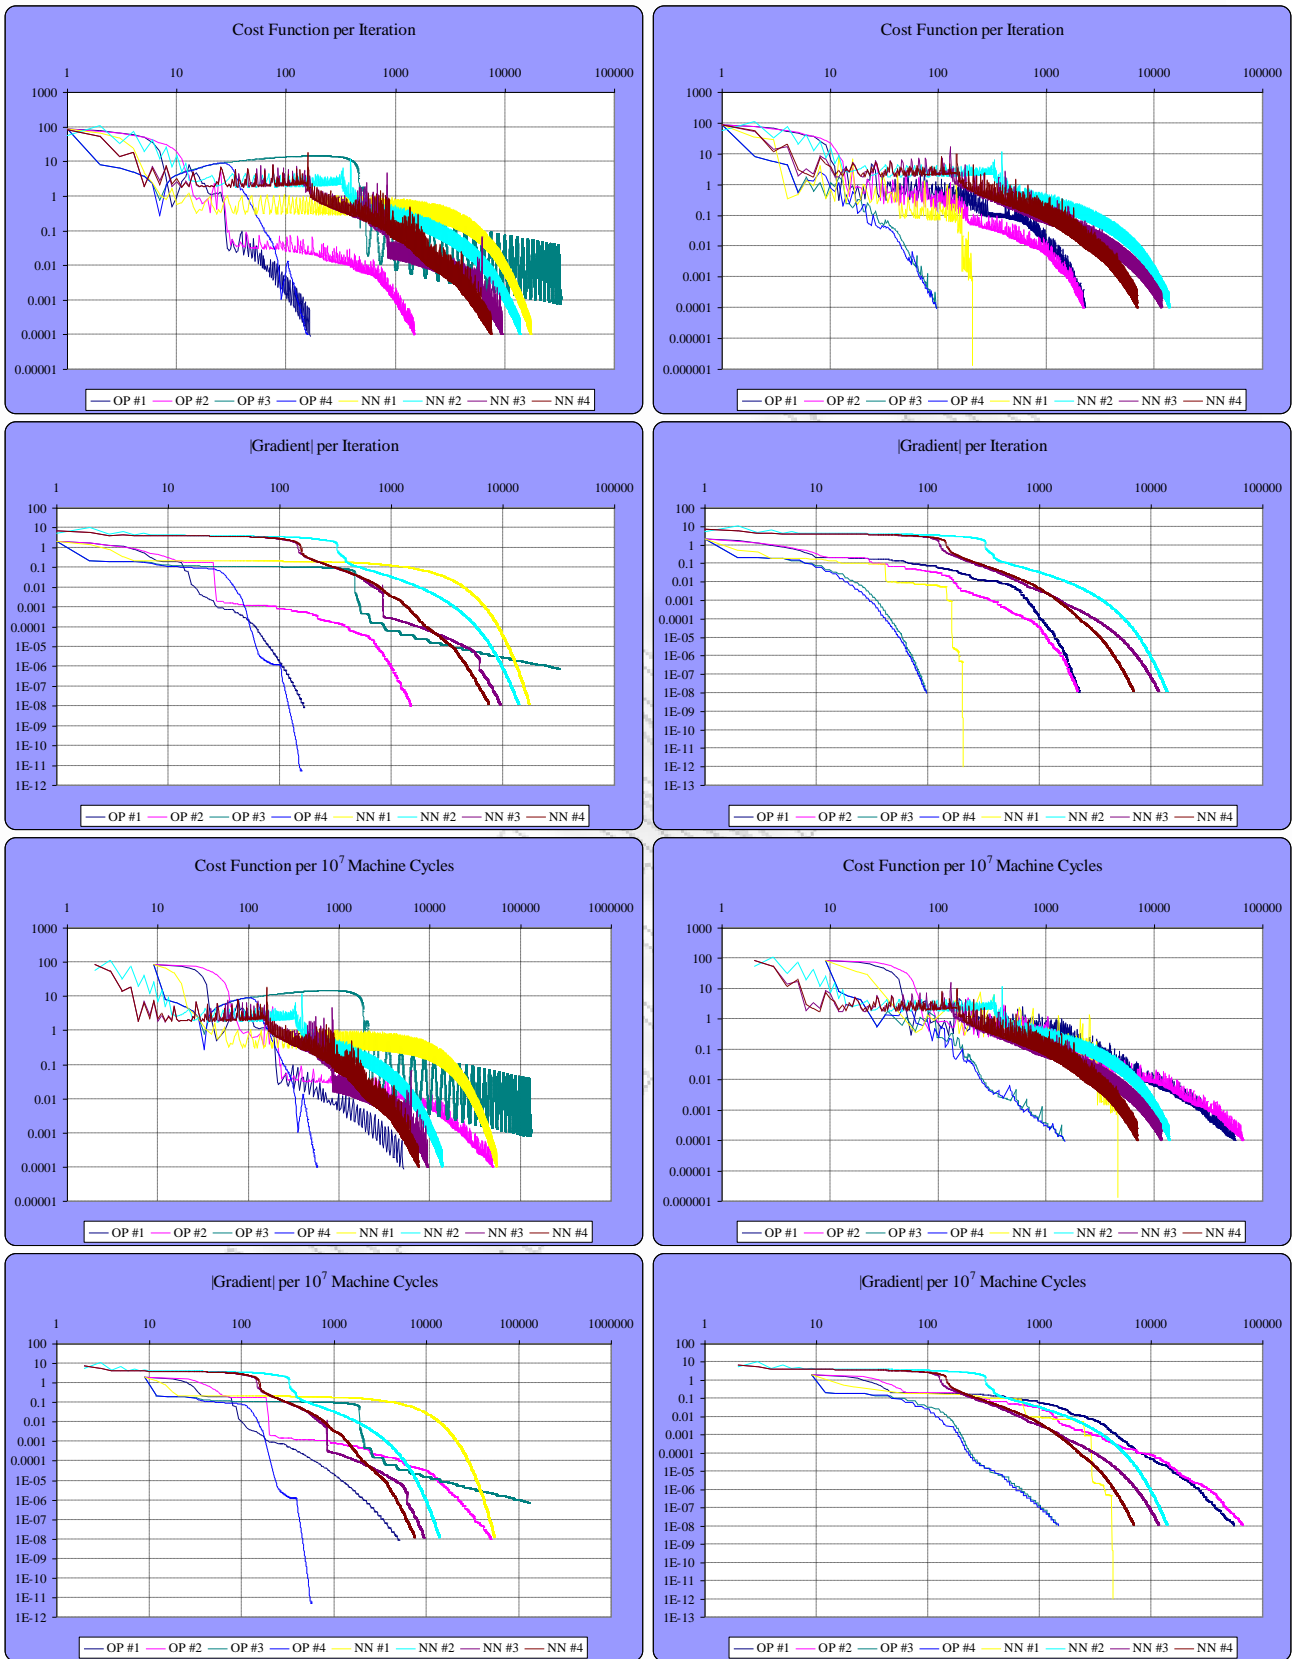 Cost Function per Iteration
1 10 100 1000 10000 100000
1000
100
10
1
0.1
0.01
0.001
0.0001
0.00001
OP #1 OP #2 OP #3 OP #4 NN #1 NN #2 NN #3 NN #4
Cost Function per Iteration
1 10 100 1000 10000 100000
1000
100
10
1
0.1
0.01
0.001
0.0001
0.00001
0.000001
OP #1 OP #2 OP #3 OP #4 NN #1 NN #2 NN #3 NN #4
|Gradient| per Iteration
1 10 100 1000 10000 100000
100
10
1
0.1
0.01
0.001
0.0001
1E-05
1E-06
1E-07
1E-08
1E-09
1E-10
1E-11
1E-12
OP #1 OP #2 OP #3 OP #4 NN #1 NN #2 NN #3 NN #4
|Gradient| per Iteration
1 10 100 1000 10000 100000
100
10
1
0.1
0.01
0.001
0.0001
1E-05
1E-06
1E-07
1E-08
1E-09
1E-10
1E-11
1E-12
1E-13
OP #1 OP #2 OP #3 OP #4 NN #1 NN #2 NN #3 NN #4
Cost Function per 10⁷ Machine Cycles
1 10 100 1000 10000 100000 1000000
1000
100
10
1
0.1
0.01
0.001
0.0001
0.00001
OP #1 OP #2 OP #3 OP #4 NN #1 NN #2 NN #3 NN #4
Cost Function per 10⁷ Machine Cycles
1 10 100 1000 10000 100000
1000
100
10
1
0.1
0.01
0.001
0.0001
0.00001
0.000001
OP #1 OP #2 OP #3 OP #4 NN #1 NN #2 NN #3 NN #4
|Gradient| per 10⁷ Machine Cycles
1 10 100 1000 10000 100000 1000000
100
10
1
0.1
0.01
0.001
0.0001
1E-05
1E-06
1E-07
1E-08
1E-09
1E-10
1E-11
1E-12
OP #1 OP #2 OP #3 OP #4 NN #1 NN #2 NN #3 NN #4
|Gradient| per 10⁷ Machine Cycles
1 10 100 1000 10000 100000
100
10
1
0.1
0.01
0.001
0.0001
1E-05
1E-06
1E-07
1E-08
1E-09
1E-10
1E-11
1E-12
1E-13
OP #1 OP #2 OP #3 OP #4 NN #1 NN #2 NN #3 NN #4